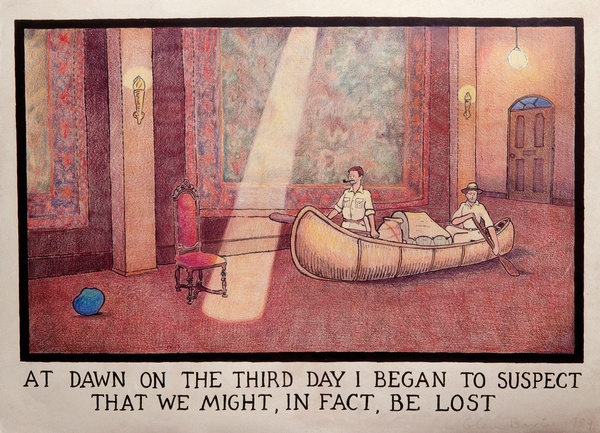 AT DAWN ON THE THIRD DAY I BEGAN TO SUSPECT
THAT WE MIGHT, IN FACT, BE LOST